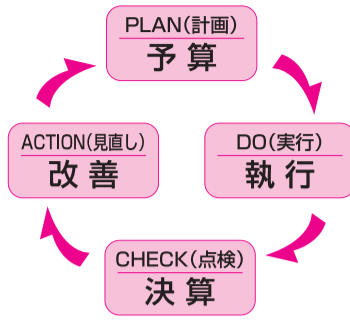 PLAN(計画)
予算
DO(実行)
執行
CHECK(点検)
決算
ACTION(見直し)
改善